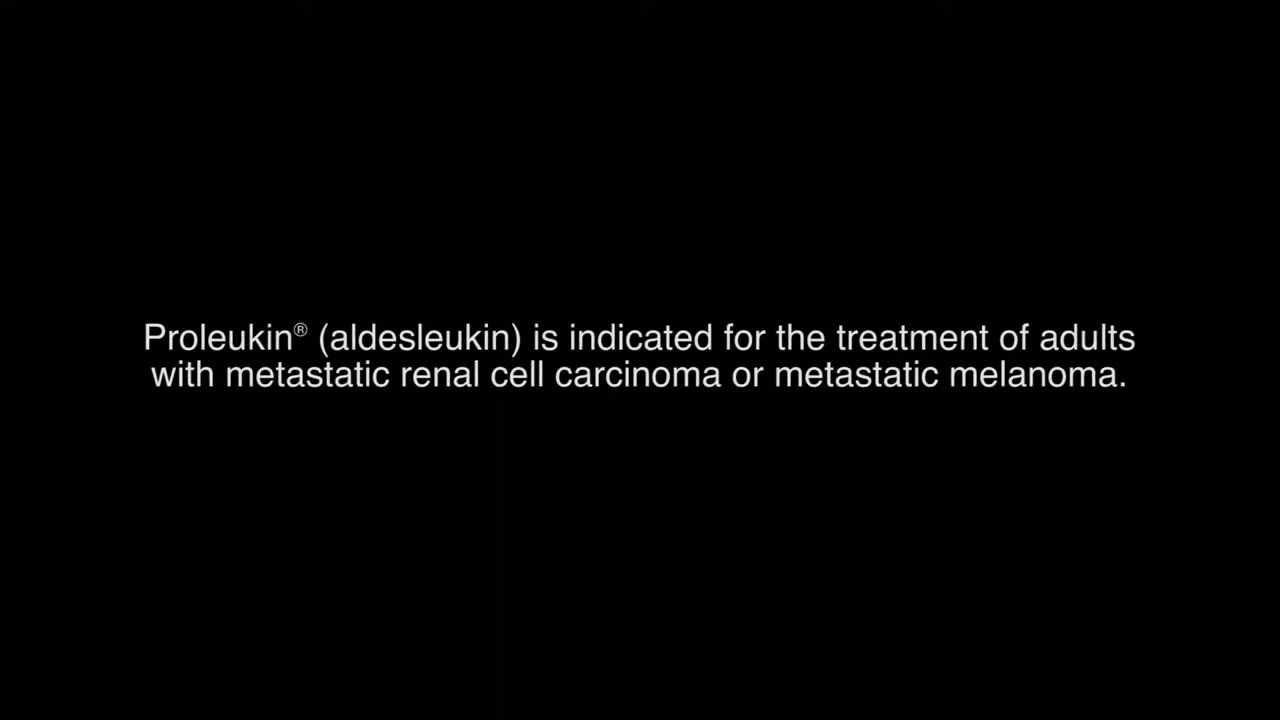 Proleukin® (aldesleukin) is indicated for the treatment of adults
with metastatic renal cell carcinoma or metastatic melanoma.